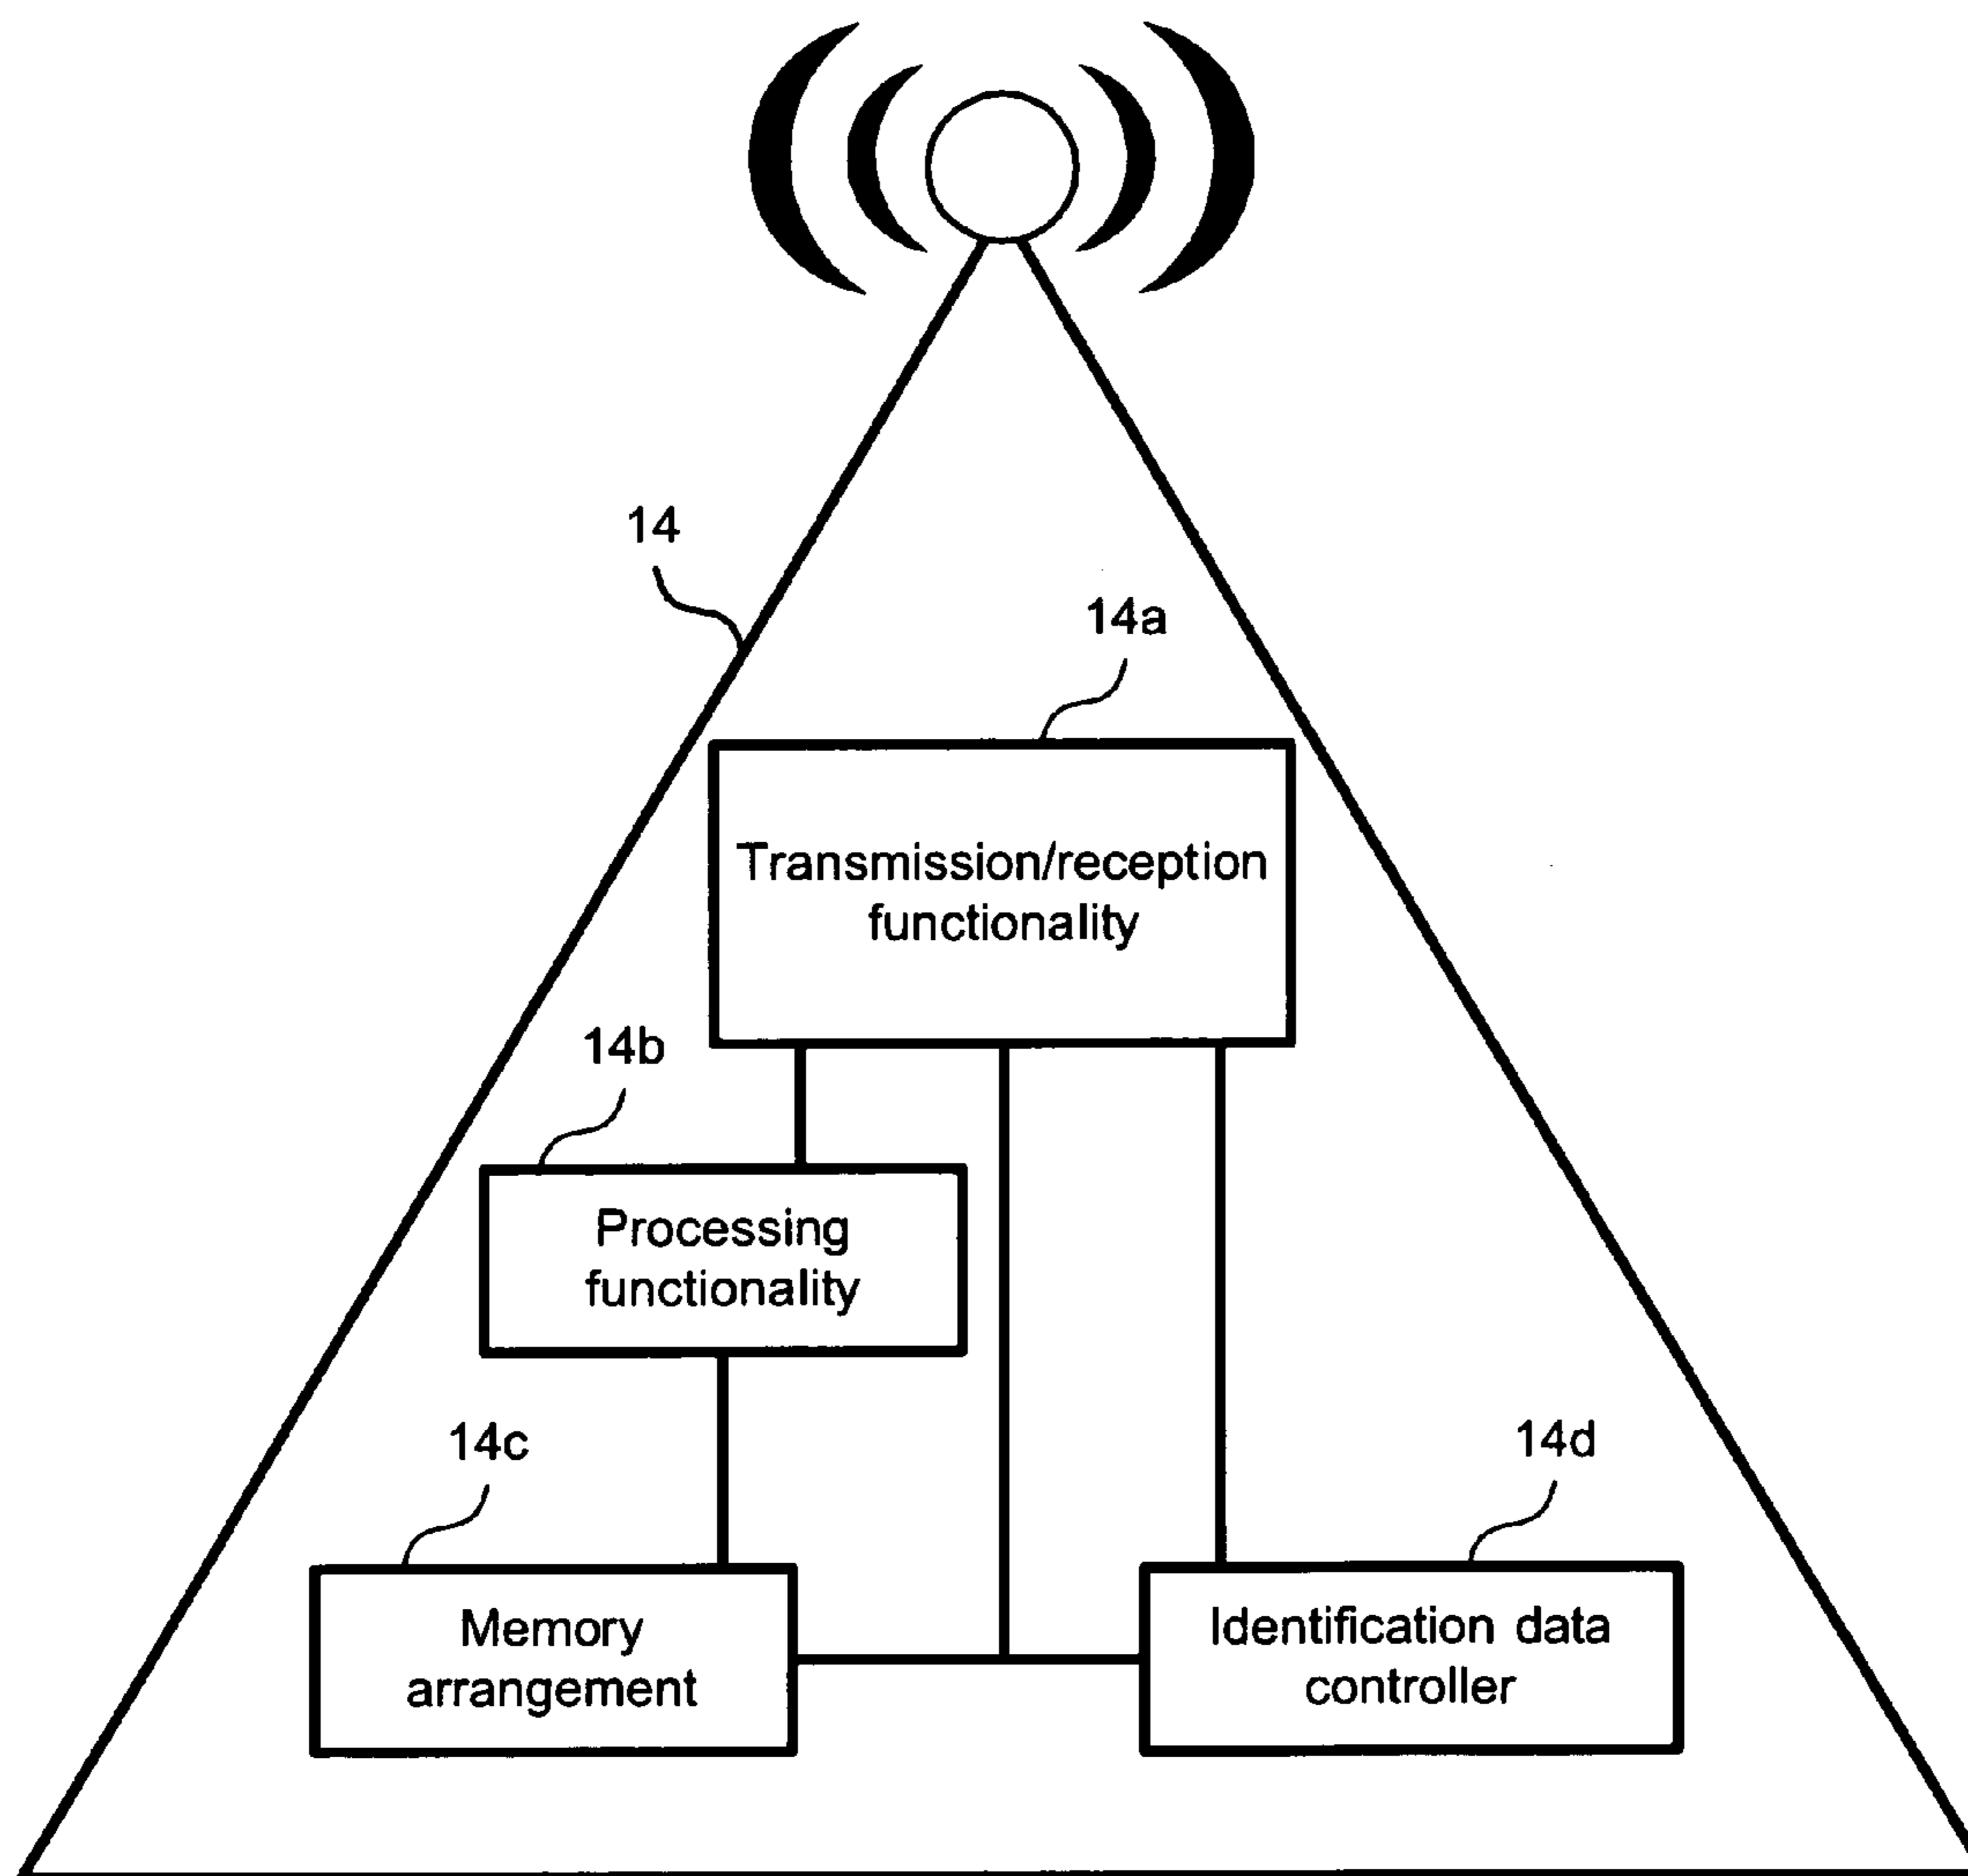 14
14a
Transmission/reception
functionality
14b
Processing
functionality
14c
14d
Memory
arrangement
Identification data
controller